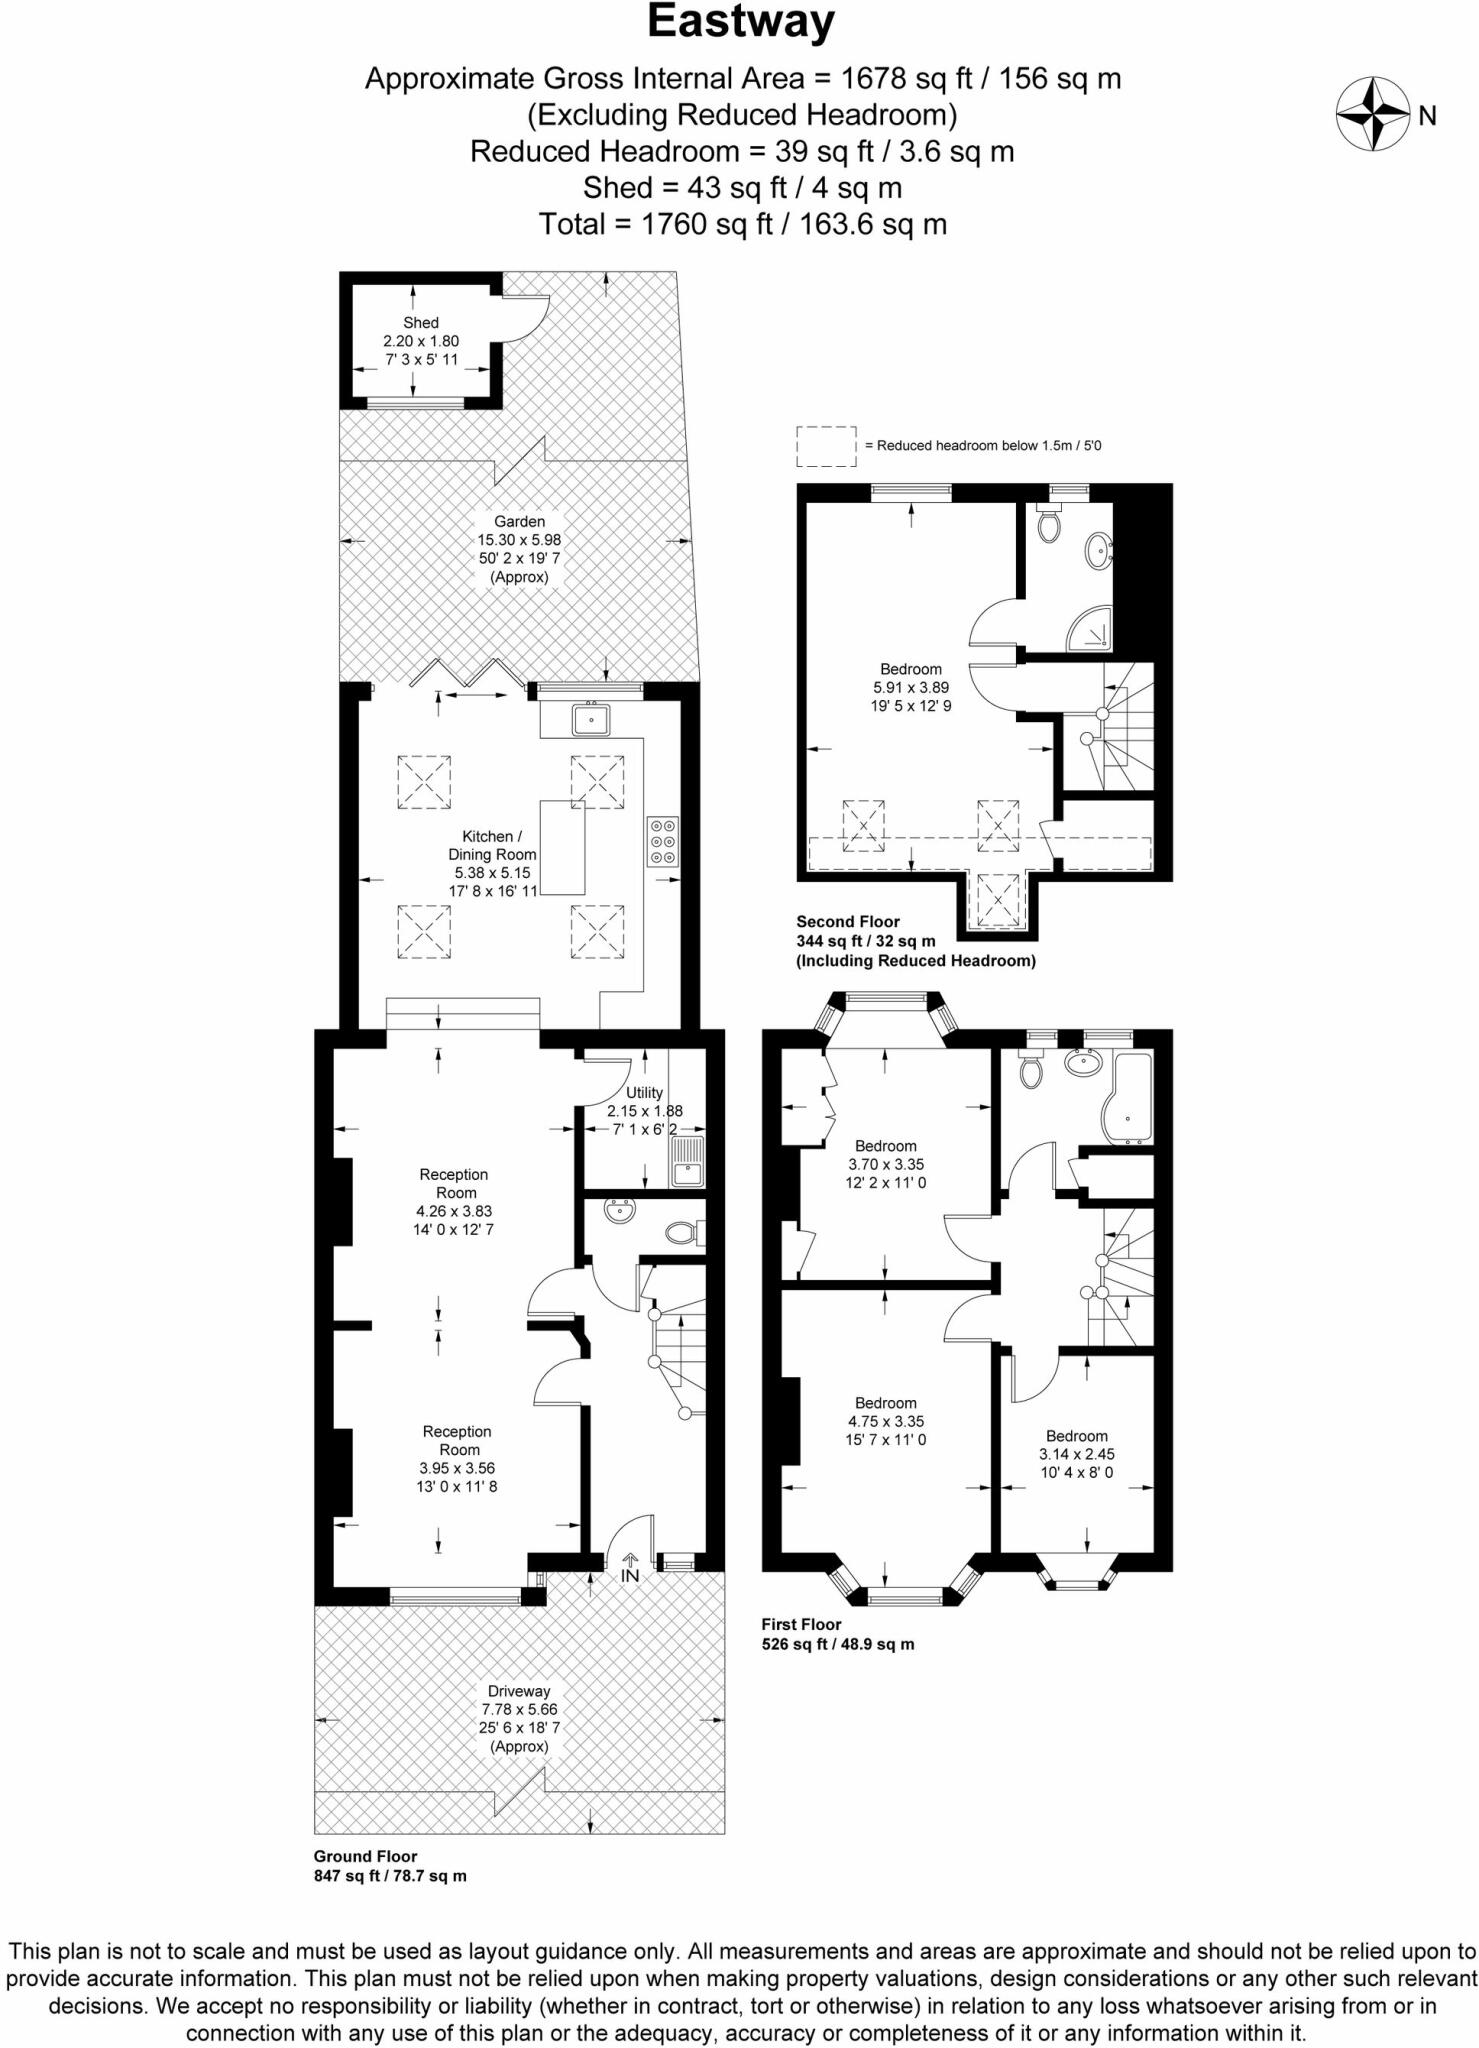 Eastway
Approximate Gross Internal Area = 1678 sq ft / 156 sq m
(Excluding Reduced Headroom)
Reduced Headroom = 39 sq ft / 3.6 sq m
Shed = 43 sq ft / 4 sq m
Total = 1760 sq ft / 163.6 sq m
N
Shed
2.20 x 1.80
7' 3 x 5' 11
Garden
15.30 x 5.98
50' 2 x 19' 7
(Approx)
Kitchen /
Dining Room
5.38 x 5.15
17' 8 x 16' 11
Utility
2.15 x 1.88
7' 1 x 6' 2
Reception
Room
4.26 x 3.83
14' 0 x 12' 7
Reception
Room
3.95 x 3.56
13' 0 x 11' 8
IN
Driveway
7.78 x 5.66
25' 6 x 18' 7
(Approx)
Ground Floor
847 sq ft / 78.7 sq m
= Reduced headroom below 1.5m / 5'0
Bedroom
5.91 x 3.89
19' 5 x 12' 9
Second Floor
344 sq ft / 32 sq m
(Including Reduced Headroom)
Bedroom
3.70 x 3.35
12' 2 x 11' 0
Bedroom
4.75 x 3.35
15' 7 x 11' 0
Bedroom
3.14 x 2.45
10' 4 x 8' 0
First Floor
526 sq ft / 48.9 sq m
This plan is not to scale and must be used as layout guidance only. All measurements and areas are approximate and should not be relied upon to
provide accurate information. This plan must not be relied upon when making property valuations, design considerations or any other such relevant
decisions. We accept no responsibility or liability (whether in contract, tort or otherwise) in relation to any loss whatsoever arising from or in
connection with any use of this plan or the adequacy, accuracy or completeness of it or any information within it.